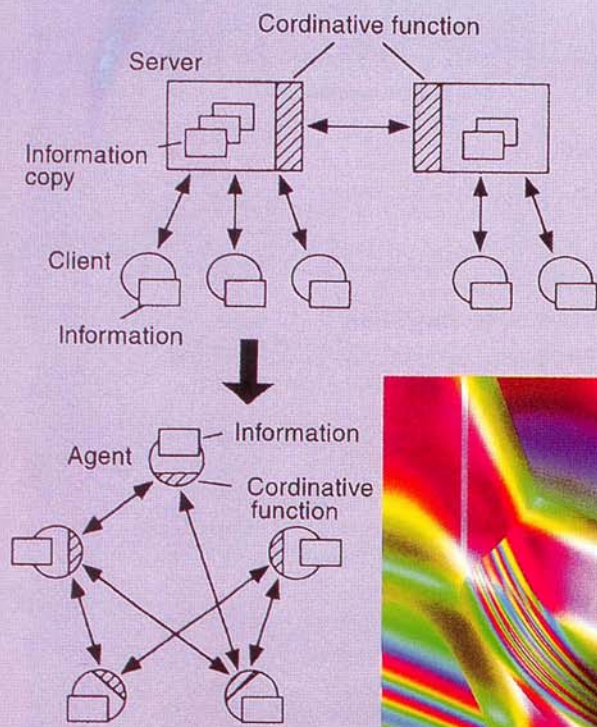 Cordinative function
Server
Information
copy
Client
Information
Information
Agent
Cordinative
function